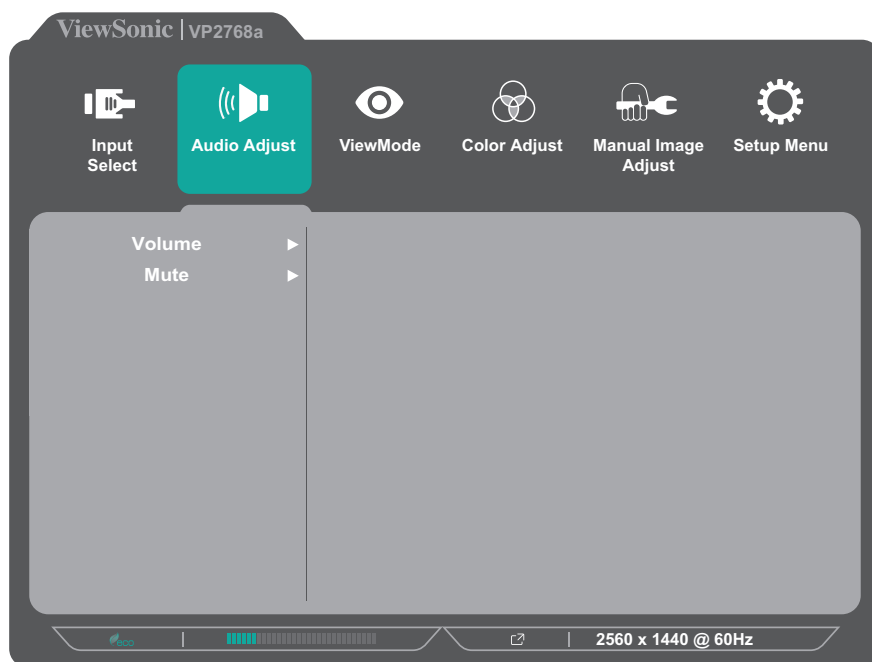 ViewSonic | VP2768a
Input Select
Audio Adjust
ViewMode
Color Adjust
Manual Image Adjust
Setup Menu
Volume
Mute
eco
2560 x 1440 @ 60Hz